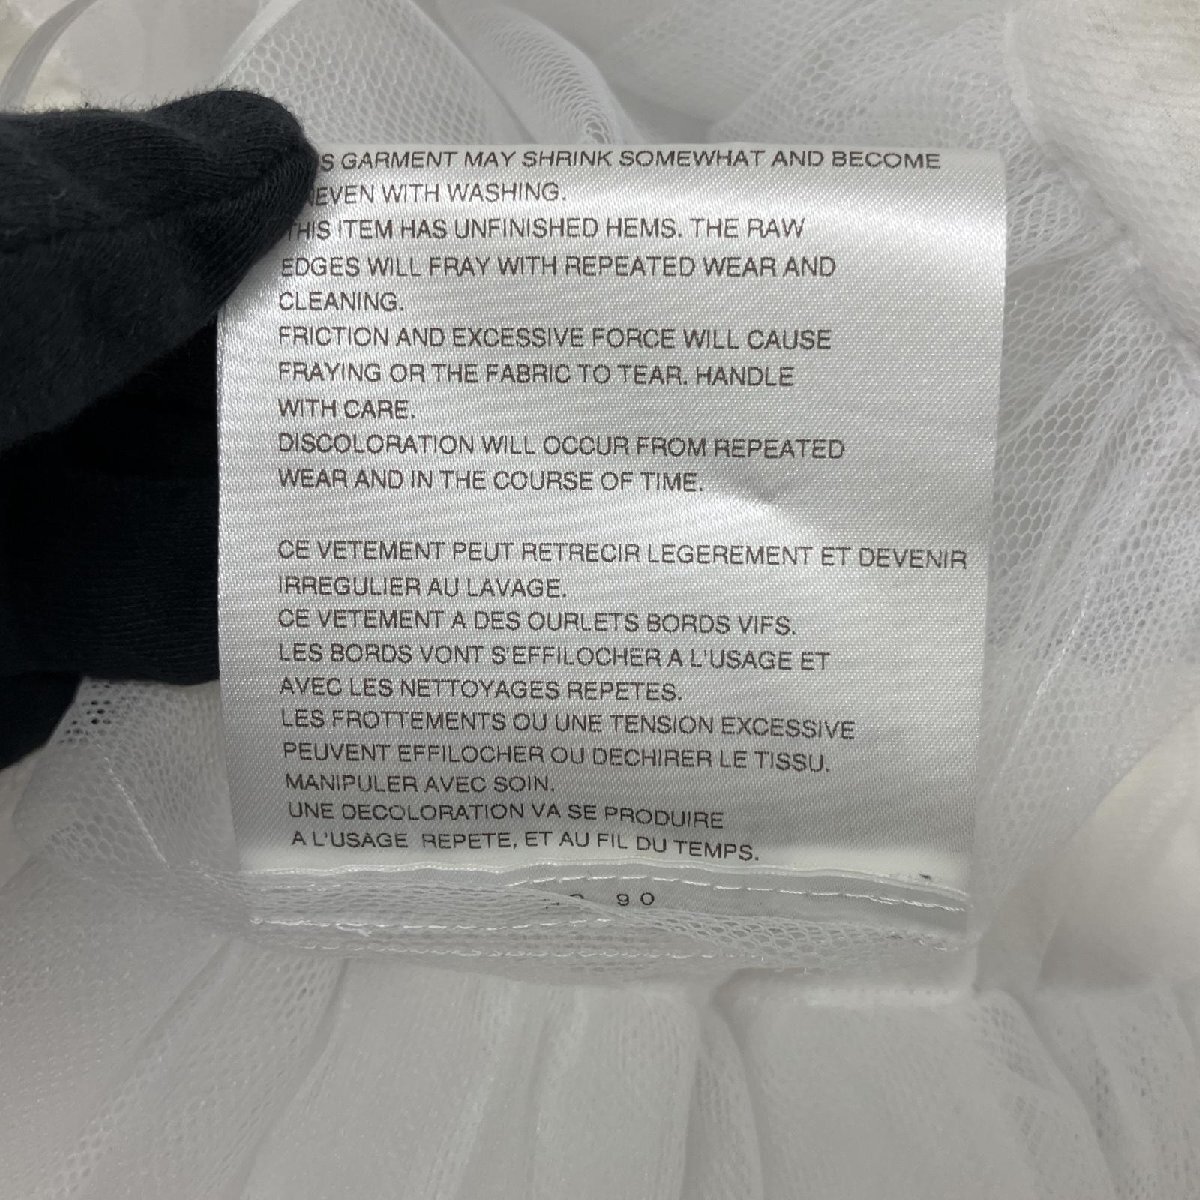 S GARMENT MAY SHRINK SOMEWHAT AND BECOME
EVEN WITH WASHING.
THIS ITEM HAS UNFINISHED HEMS. THE RAW
EDGES WILL FRAY WITH REPEATED WEAR AND
CLEANING.
FRICTION AND EXCESSIVE FORCE WILL CAUSE
FRAYING OR THE FABRIC TO TEAR. HANDLE
WITH CARE.
DISCOLORATION WILL OCCUR FROM REPEATED
WEAR AND IN THE COURSE OF TIME.
CE VETEMENT PEUT RETRECIR LEGEREMENT ET DEVENIR
IRREGULIER AU LAVAGE.
CE VETEMENT A DES OURLETS BORDS VIFS.
LES BORDS VONT S'EFFILOCHER A L'USAGE ET
AVEC LES NETTOYAGES REPETES.
LES FROTTEMENTS OU UNE TENSION EXCESSIVE
PEUVENT EFFILOCHER OU DECHIRER LE TISSU.
MANIPULER AVEC SOIN.
UNE DECOLORATION VA SE PRODUIRE
A L'USAGE REPETE, ET AU FIL DU TEMPS.
90